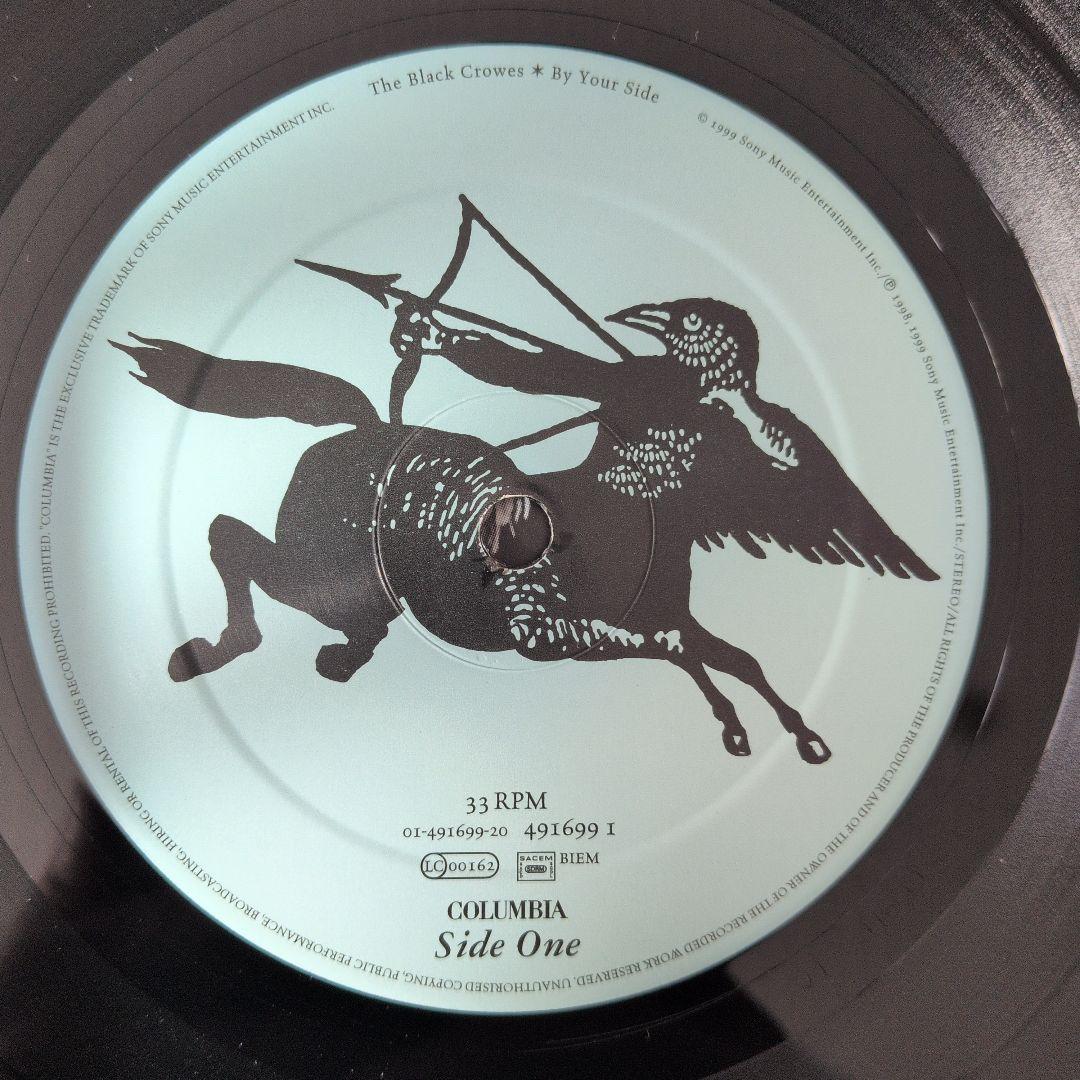 The Black Crowes ✶ By Your Side
© 1999 Sony Music Entertainment Inc./℗ 1998, 1999 Sony Music Entertainment Inc./STEREO/ALL RIGHTS OF THE PRODUCER AND OF THE OWNER OF THE RECORDED WORK RESERVED. UNAUTHORISED COPYING, PUBLIC PERFORMANCE, BROADCASTING, HIRING OR RENTAL OF THIS RECORDING PROHIBITED. "COLUMBIA" IS THE EXCLUSIVE TRADEMARK OF SONY MUSIC ENTERTAINMENT INC.
33 RPM
01-491699-20 491699 1
LC 00162 SACEM SDRM BIEM
COLUMBIA
Side One